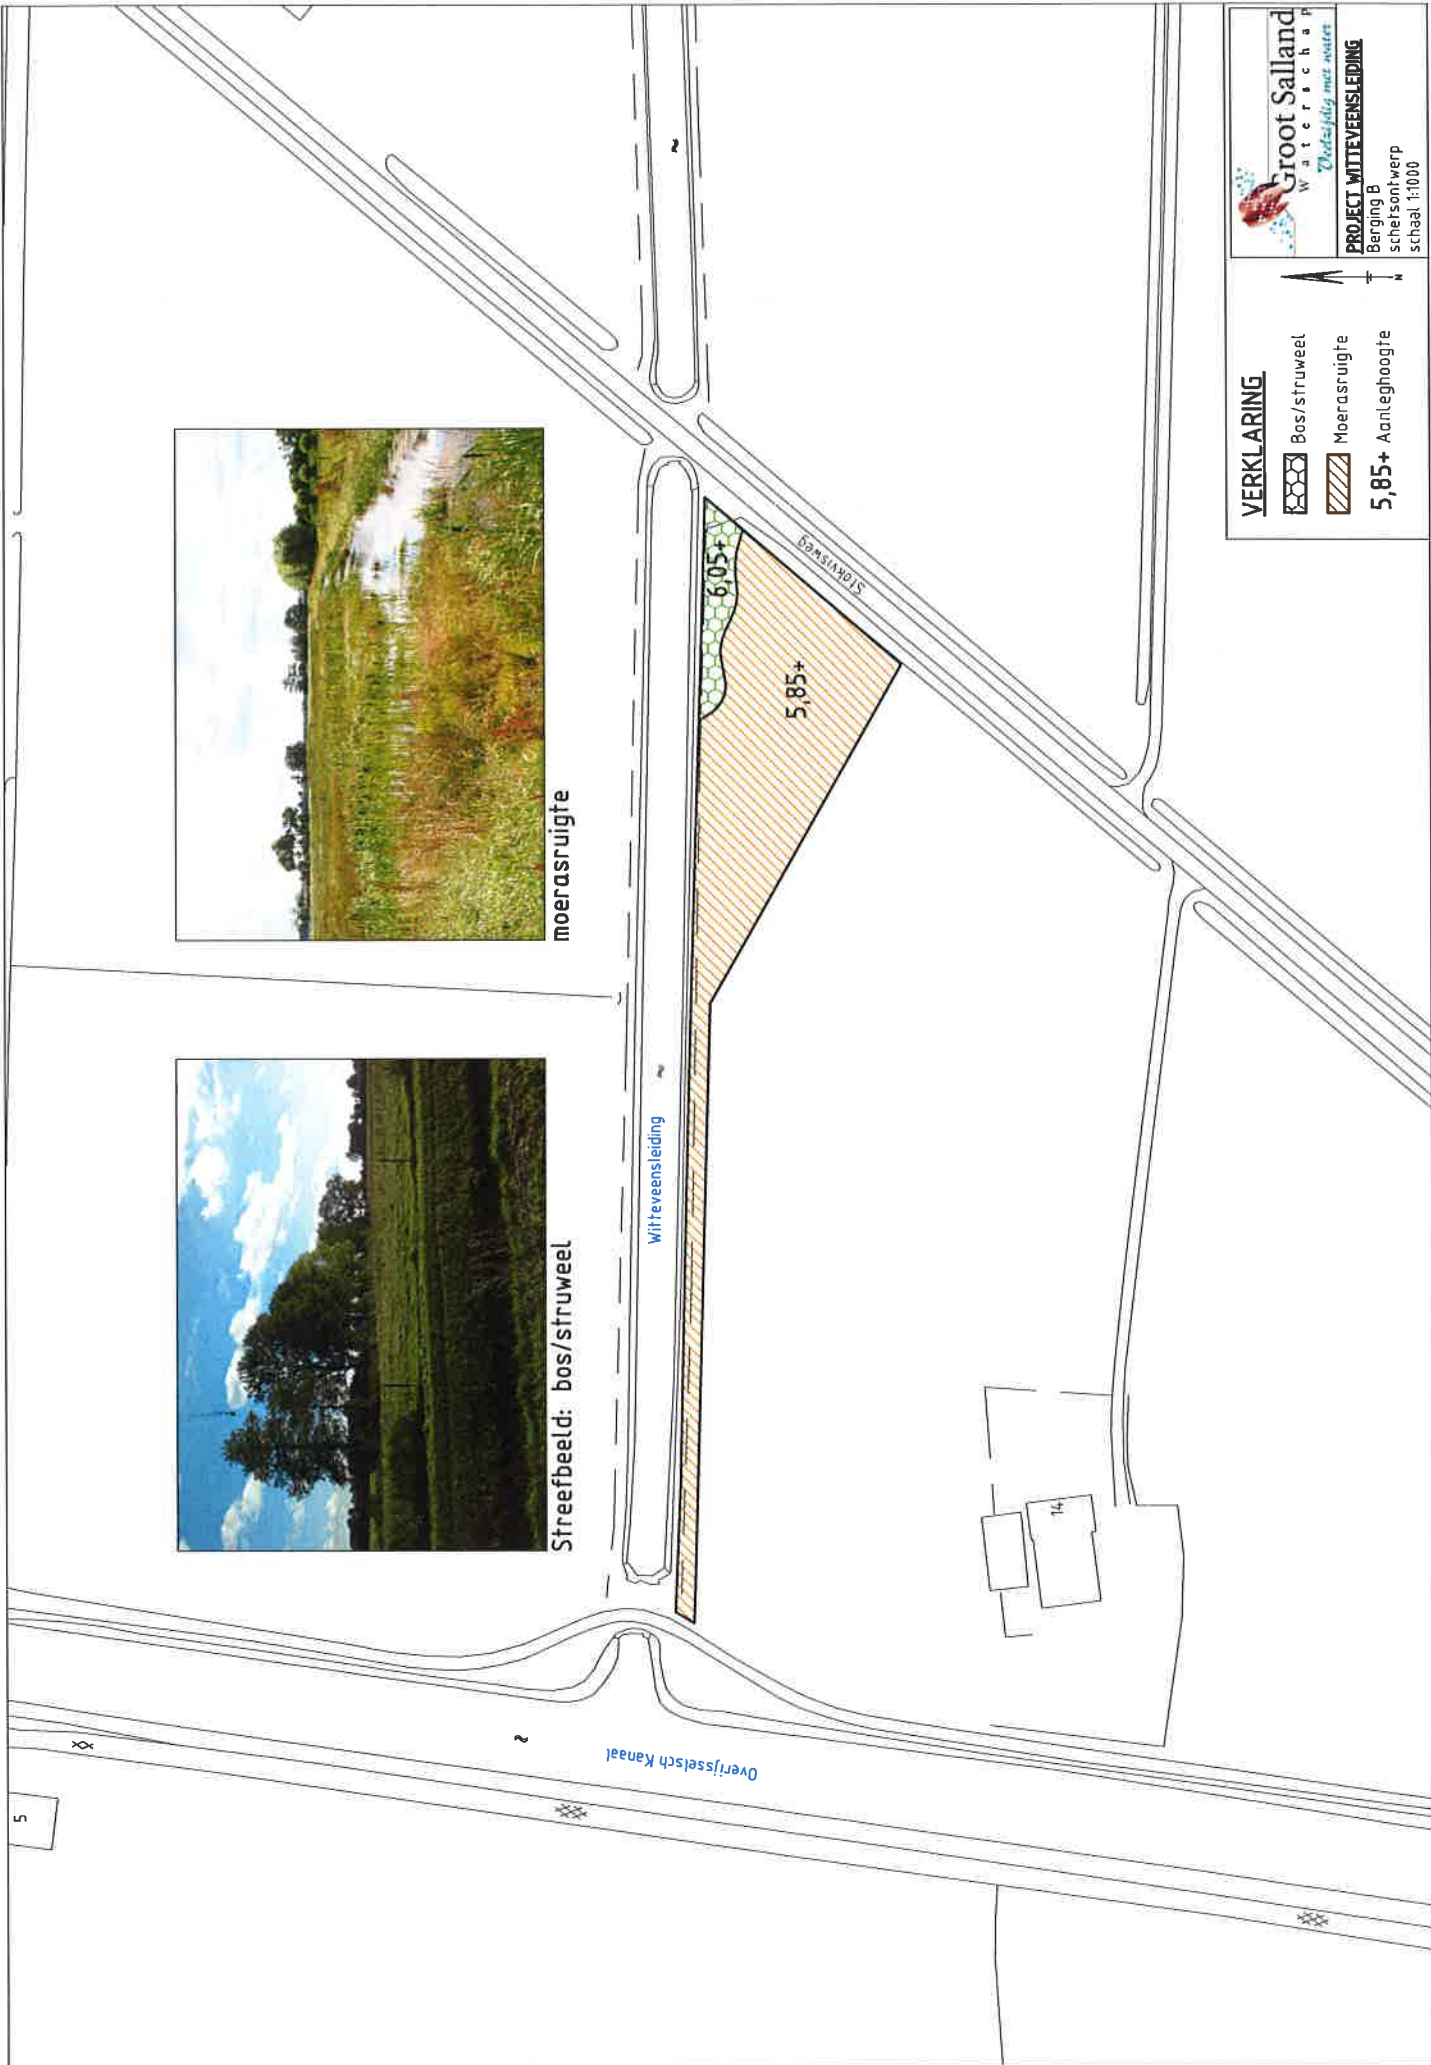 Streefbeeld: bos/struweel
moerasruigte
Witteveensleiding
Overijsselsch Kanaal
Stokvisweg
6,05+
5,85+
14
5
VERKLARING
Bos/struweel
Moerasruigte
5,85+ Aanleghoogte
N
Groot Salland
Waterschap
Veelzijdig met water
PROJECT WITTEVEENSLEIDING
Berging B
schetsontwerp
schaal 1:1000